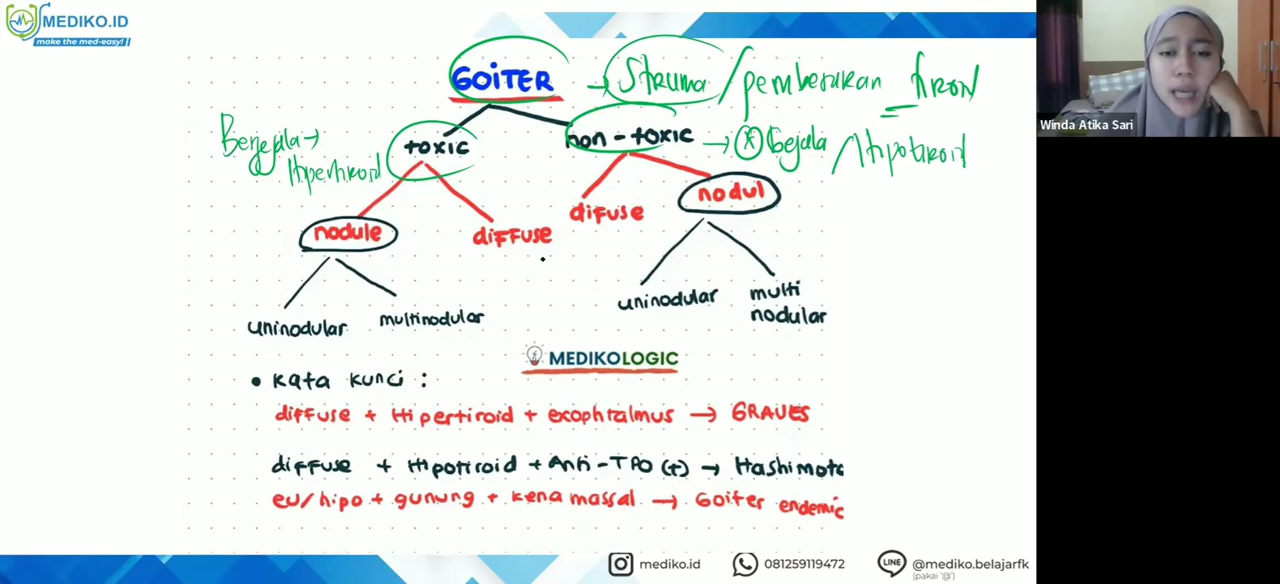 MEDIKO.ID
make the med-easy!
GOITER → Struma / pembesaran tiroid
Bergejala → Hipertiroid
toxic
non-toxic → (*) Gejala / Hipotiroid
nodule
diffuse
difuse
nodul
uninodular
multinodular
uninodular
multi
nodular
MEDIKOLOGIC
• Kata kunci :
diffuse + Hipertiroid + exophtalmus → GRAVES
diffuse + Hipotiroid + Anti-TPO (+) → Hashimoto
eu/hipo + gunung + kena massal → Goiter endemic
mediko.id
081259119472
@mediko.belajarfk
(pakai '@')
Winda Atika Sari